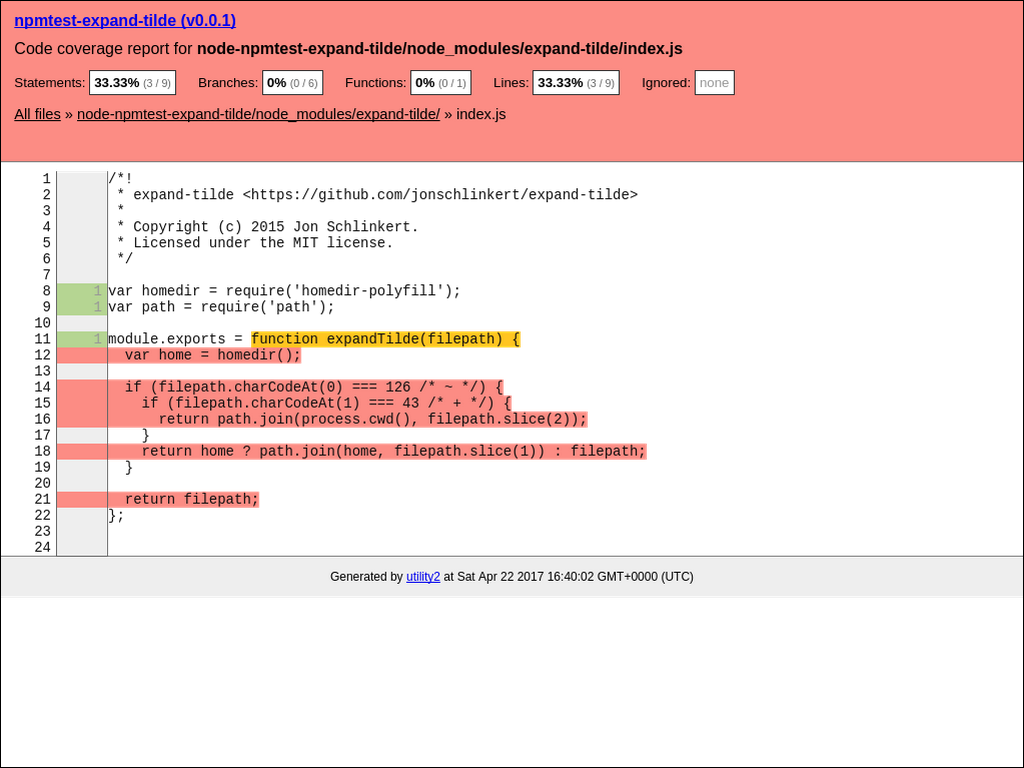 npmtest-expand-tilde (v0.0.1)
Code coverage report for node-npmtest-expand-tilde/node_modules/expand-tilde/index.js
Statements: 33.33% (3 / 9) Branches: 0% (0 / 6) Functions: 0% (0 / 1) Lines: 33.33% (3 / 9) Ignored: none
All files » node-npmtest-expand-tilde/node_modules/expand-tilde/ » index.js
1 /*!
2  * expand-tilde <https://github.com/jonschlinkert/expand-tilde>
3  *
4  * Copyright (c) 2015 Jon Schlinkert.
5  * Licensed under the MIT license.
6  */
7
8 1 var homedir = require('homedir-polyfill');
9 1 var path = require('path');
10
11 1 module.exports = function expandTilde(filepath) {
12   var home = homedir();
13
14   if (filepath.charCodeAt(0) === 126 /* ~ */) {
15     if (filepath.charCodeAt(1) === 43 /* + */) {
16       return path.join(process.cwd(), filepath.slice(2));
17     }
18     return home ? path.join(home, filepath.slice(1)) : filepath;
19   }
20
21   return filepath;
22 };
23
24
Generated by utility2 at Sat Apr 22 2017 16:40:02 GMT+0000 (UTC)